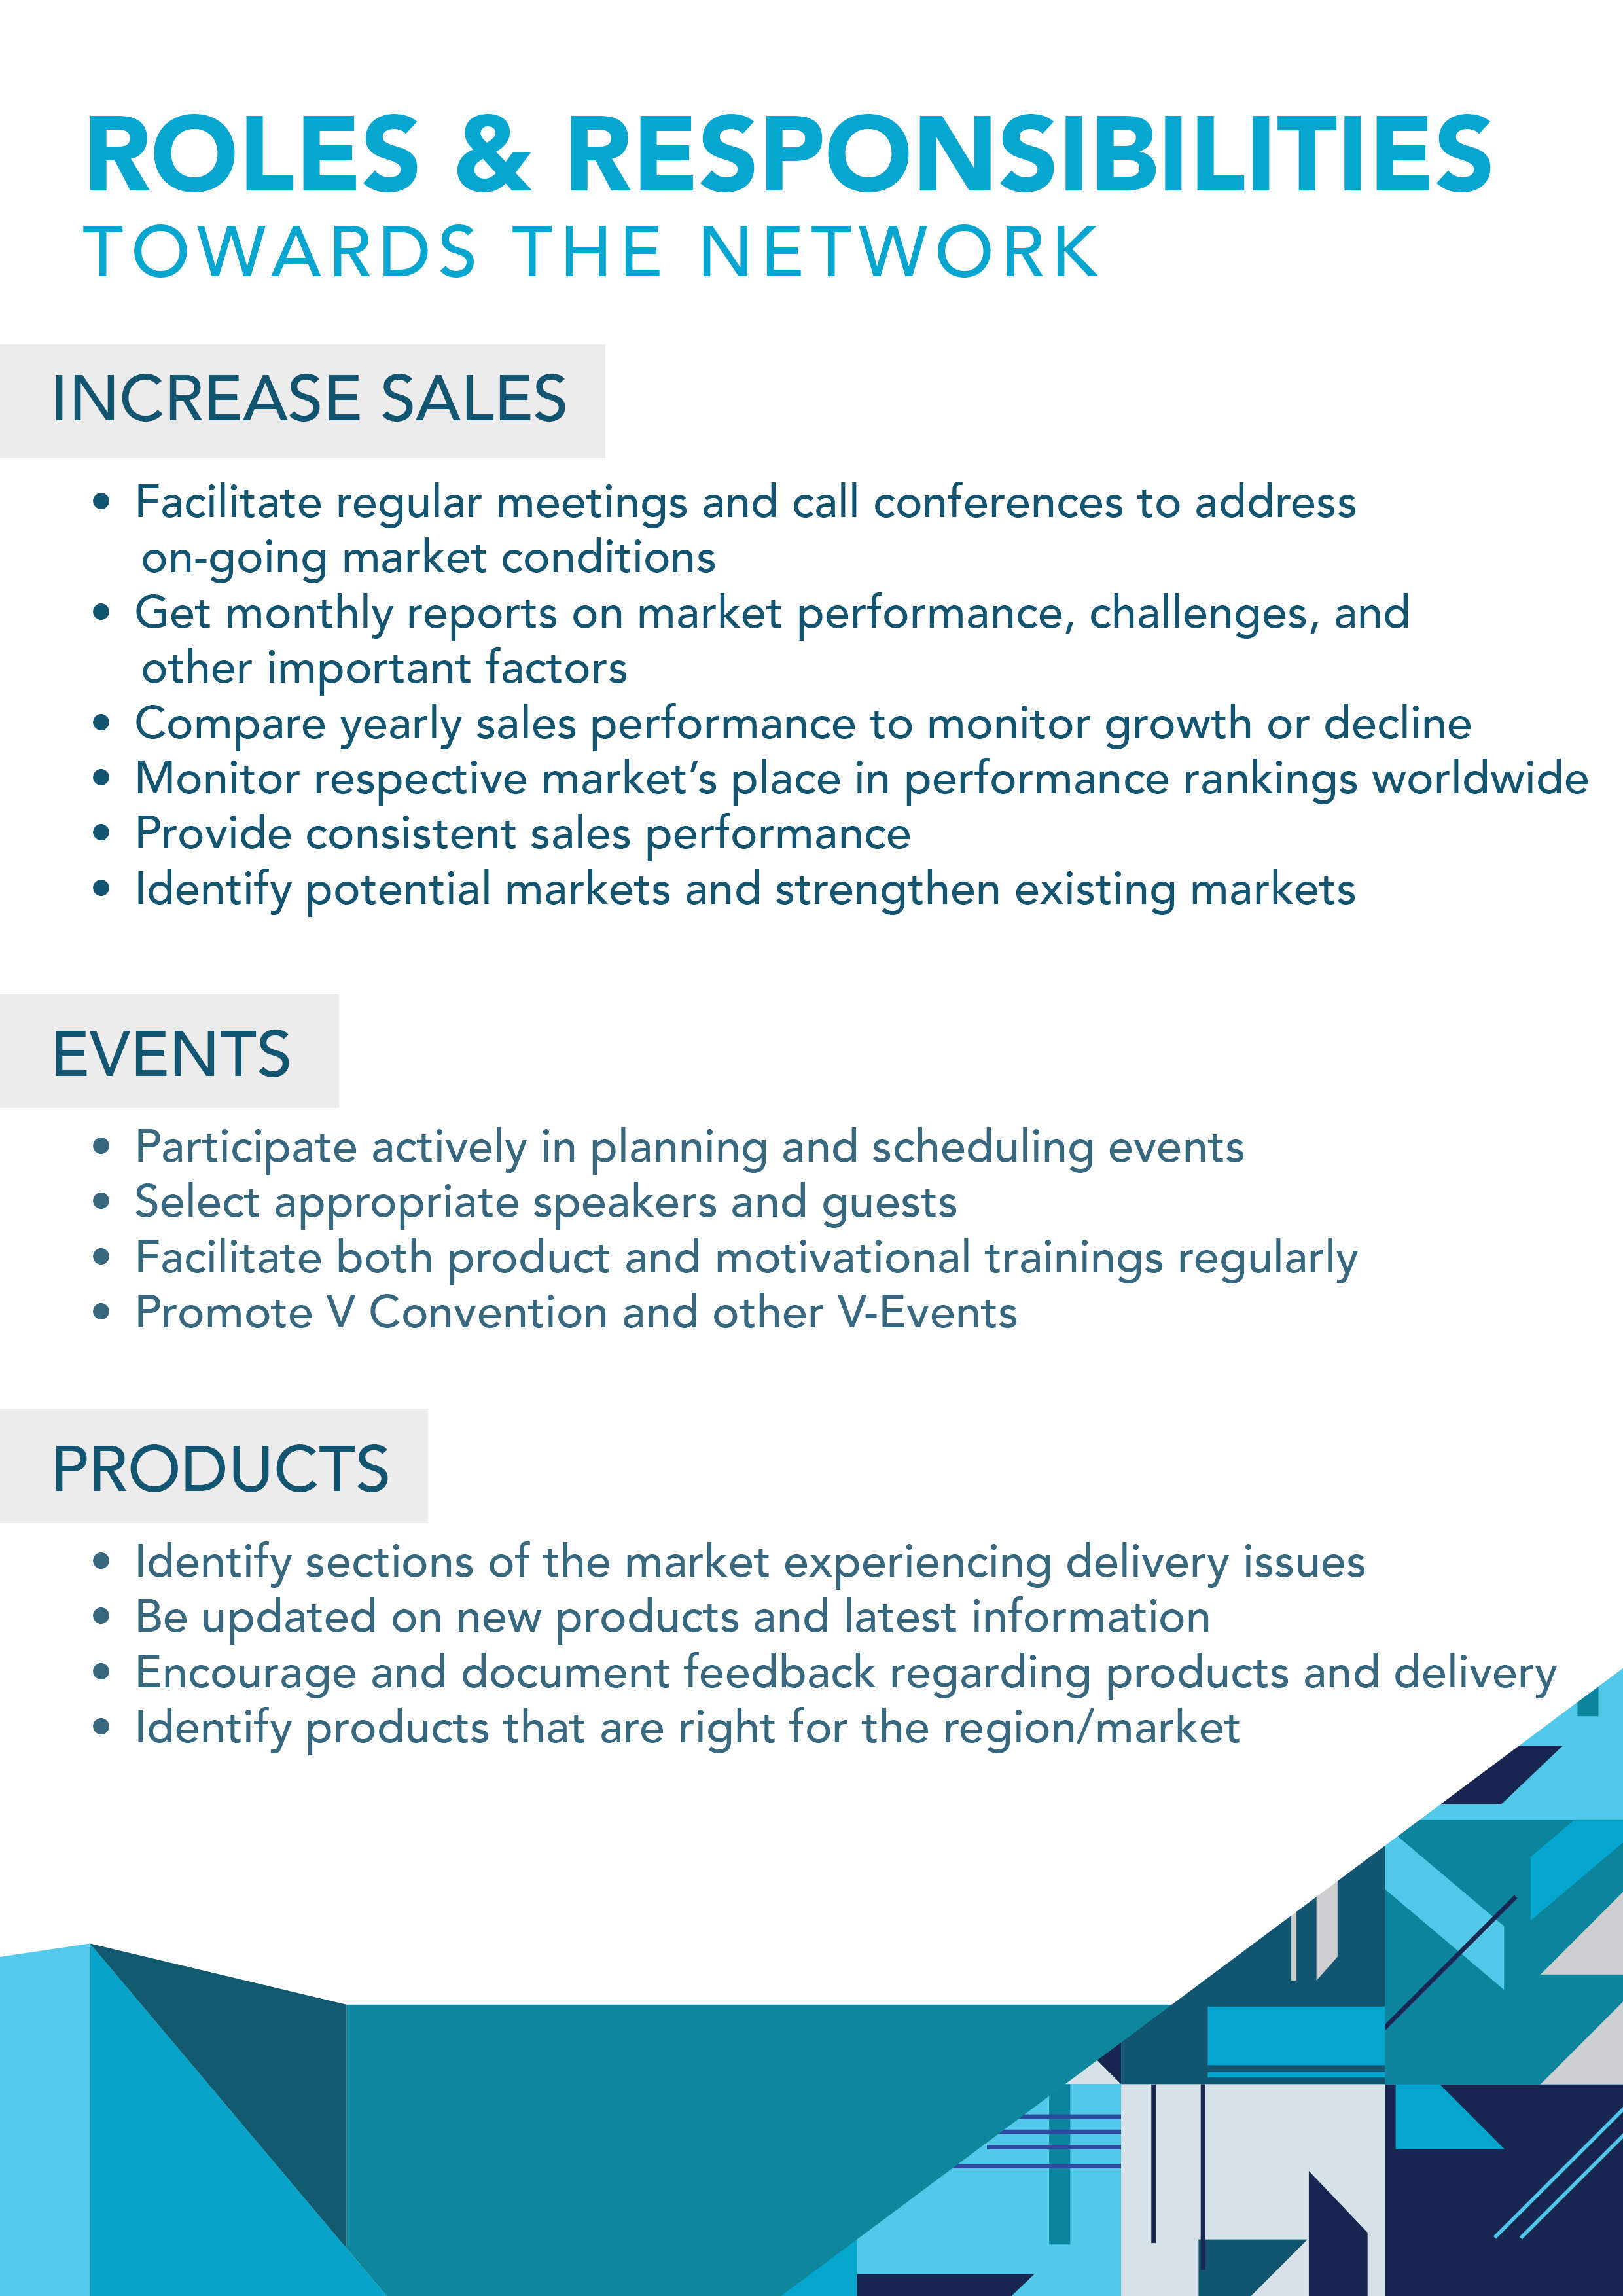 ROLES & RESPONSIBILITIES
TOWARDS THE NETWORK
INCREASE SALES
• Facilitate regular meetings and call conferences to address
on-going market conditions
• Get monthly reports on market performance, challenges, and
other important factors
• Compare yearly sales performance to monitor growth or decline
• Monitor respective market’s place in performance rankings worldwide
• Provide consistent sales performance
• Identify potential markets and strengthen existing markets
EVENTS
• Participate actively in planning and scheduling events
• Select appropriate speakers and guests
• Facilitate both product and motivational trainings regularly
• Promote V Convention and other V-Events
PRODUCTS
• Identify sections of the market experiencing delivery issues
• Be updated on new products and latest information
• Encourage and document feedback regarding products and delivery
• Identify products that are right for the region/market